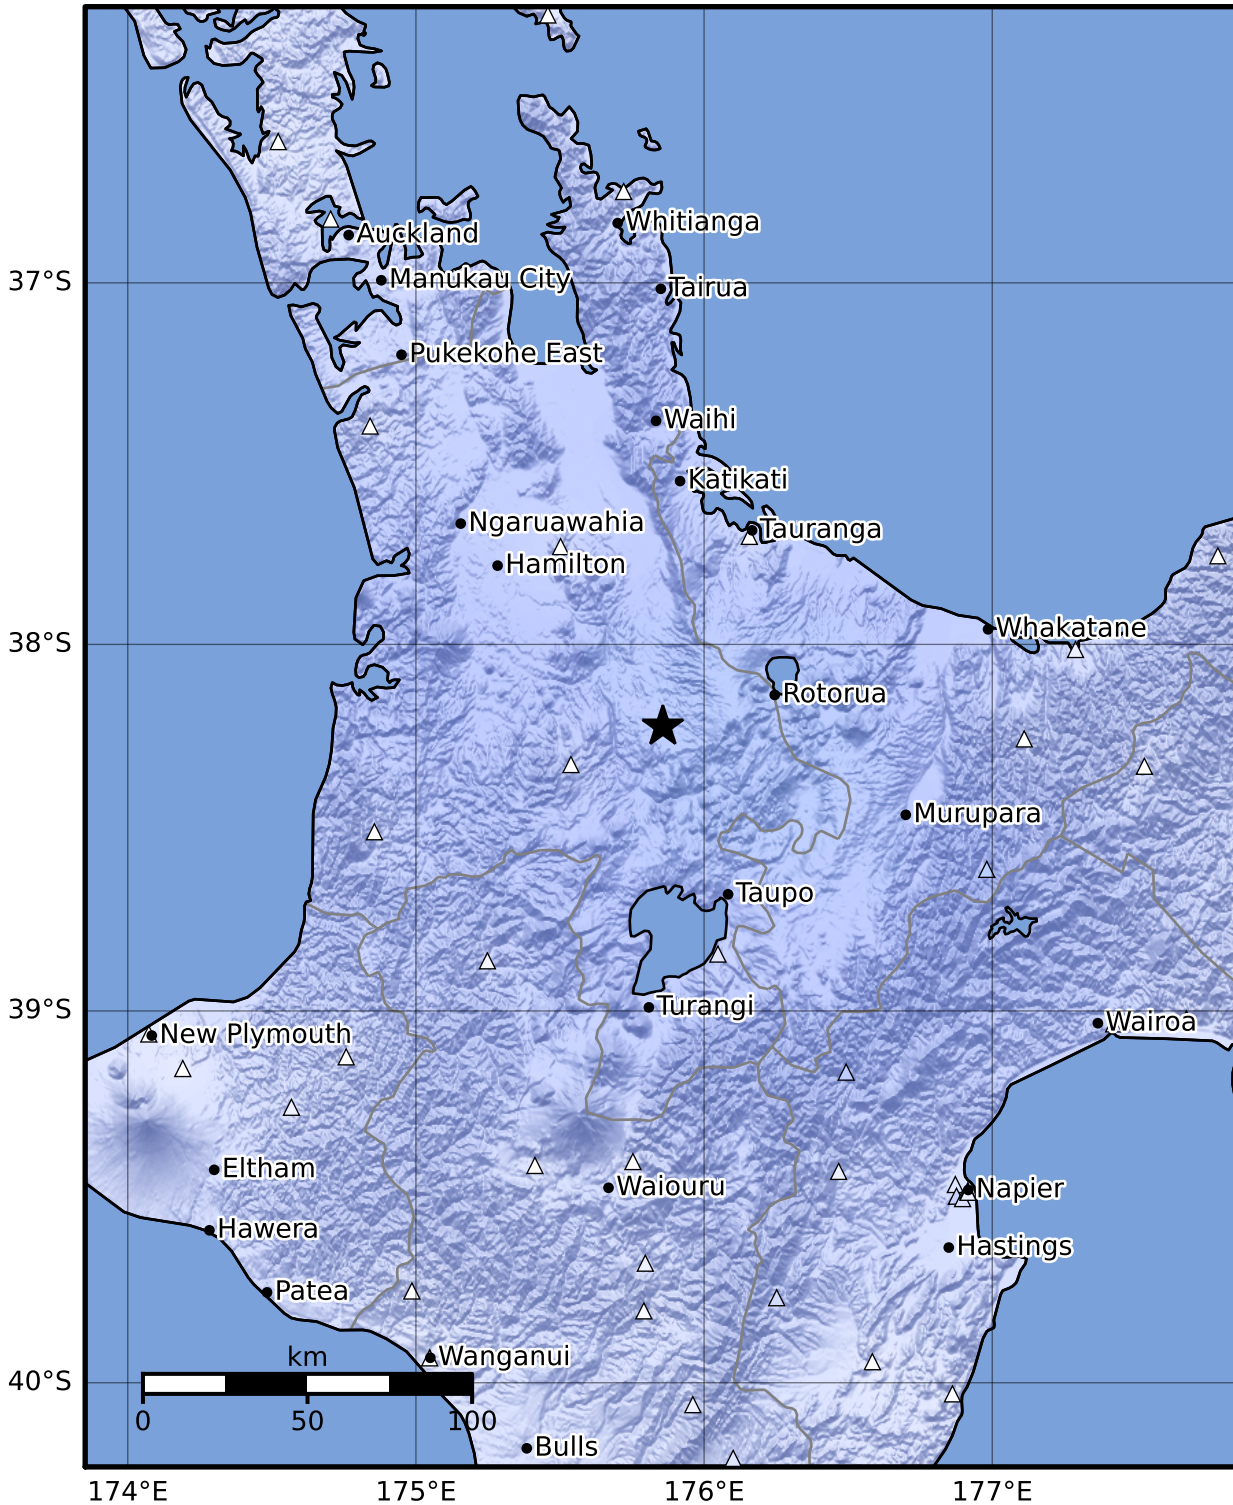 Whitianga
Auckland
Manukau City
37°S
Tairua
Pukekohe East
Waihi
Katikati
Ngaruawahia
Tauranga
Hamilton
Whakatane
38°S
Rotorua
Murupara
Taupo
Turangi
39°S
Wairoa
New Plymouth
Eltham
Waiouru
Napier
Hawera
Hastings
Patea
Wanganui
km
40°S
0 50 100
Bulls
174°E 175°E 176°E 177°E